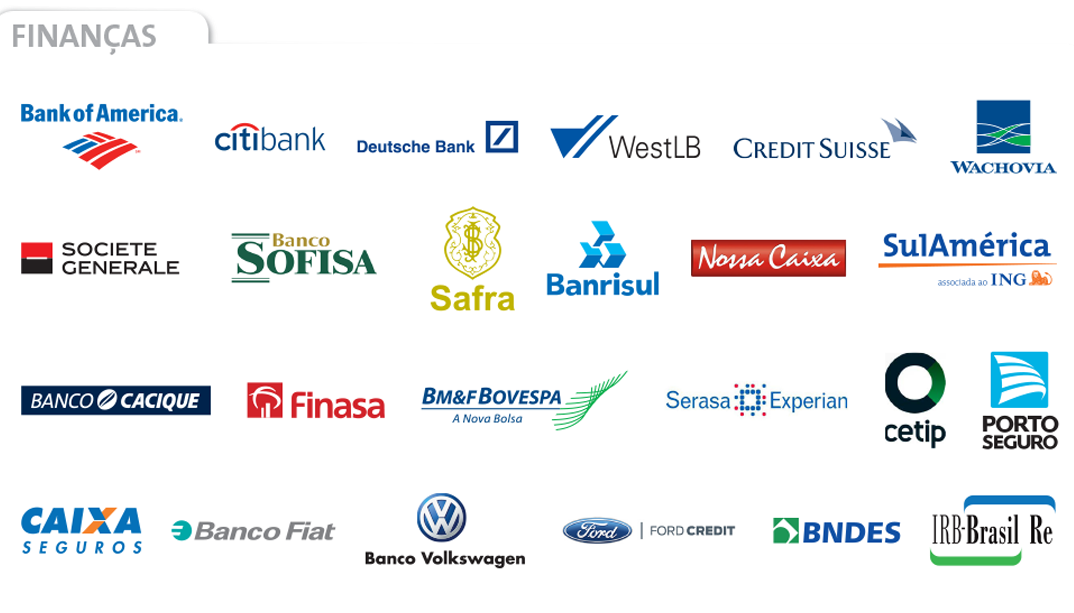 FINANÇAS
Bank of America
citibank
Deutsche Bank
WestLB
CREDIT SUISSE
WACHOVIA
SOCIETE
GENERALE
Banco
SOFISA
Safra
Banrisul
Nossa Caixa
SulAmérica
associada ao ING
BANCO CACIQUE
Finasa
BM&FBOVESPA
A Nova Bolsa
Serasa Experian
cetip
PORTO
SEGURO
CAIXA
SEGUROS
Banco Fiat
Banco Volkswagen
Ford | FORD CREDIT
BNDES
IRB-Brasil Re